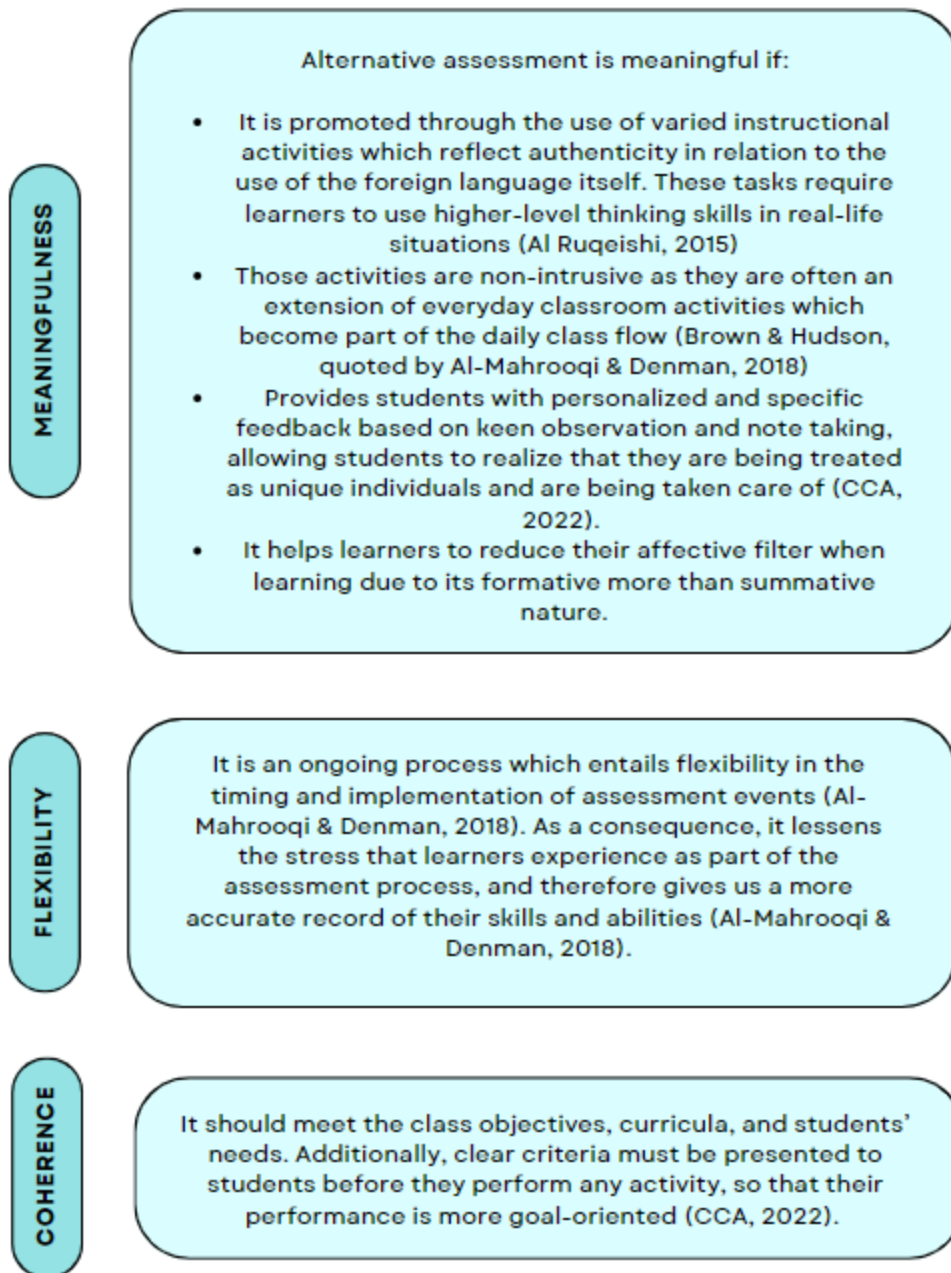 MEANINGFULNESS
Alternative assessment is meaningful if:
• It is promoted through the use of varied instructional
activities which reflect authenticity in relation to the
use of the foreign language itself. These tasks require
learners to use higher-level thinking skills in real-life
situations (Al Ruqeishi, 2015)
• Those activities are non-intrusive as they are often an
extension of everyday classroom activities which
become part of the daily class flow (Brown & Hudson,
quoted by Al-Mahrooqi & Denman, 2018)
• Provides students with personalized and specific
feedback based on keen observation and note taking,
allowing students to realize that they are being treated
as unique individuals and are being taken care of (CCA,
2022).
• It helps learners to reduce their affective filter when
learning due to its formative more than summative
nature.
FLEXIBILITY
It is an ongoing process which entails flexibility in the
timing and implementation of assessment events (Al-
Mahrooqi & Denman, 2018). As a consequence, it lessens
the stress that learners experience as part of the
assessment process, and therefore gives us a more
accurate record of their skills and abilities (Al-Mahrooqi &
Denman, 2018).
COHERENCE
It should meet the class objectives, curricula, and students’
needs. Additionally, clear criteria must be presented to
students before they perform any activity, so that their
performance is more goal-oriented (CCA, 2022).